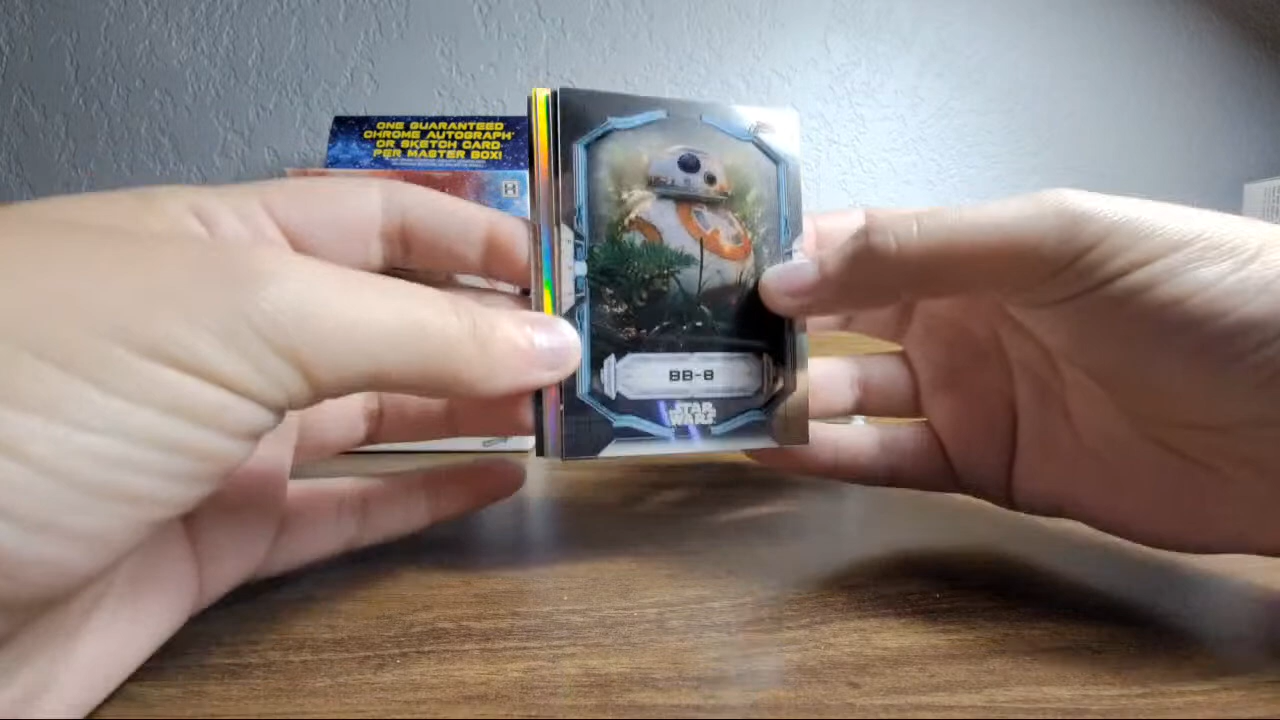 ONE GUARANTEED
CHROME AUTOGRAPH*
OR SKETCH CARD
PER MASTER BOX!
H
BB-8
STAR
WARS